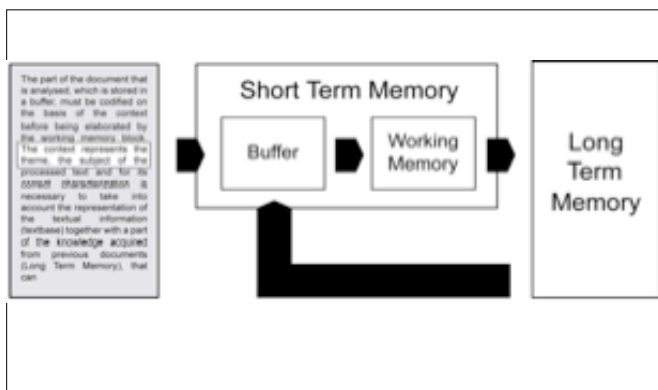 The part of the document that
is analysed, which is stored in
a buffer, must be codified on
the basis of the context
before being elaborated by
the working memory block.
The context represents the
theme, the subject of the
processed text and for its
correct characterization is
necessary to take into
account the representation of
the textual information
(textbase) together with a part
of the knowledge acquired
from previous documents
(Long Term Memory), that
can
Short Term Memory
Buffer
Working
Memory
Long
Term
Memory